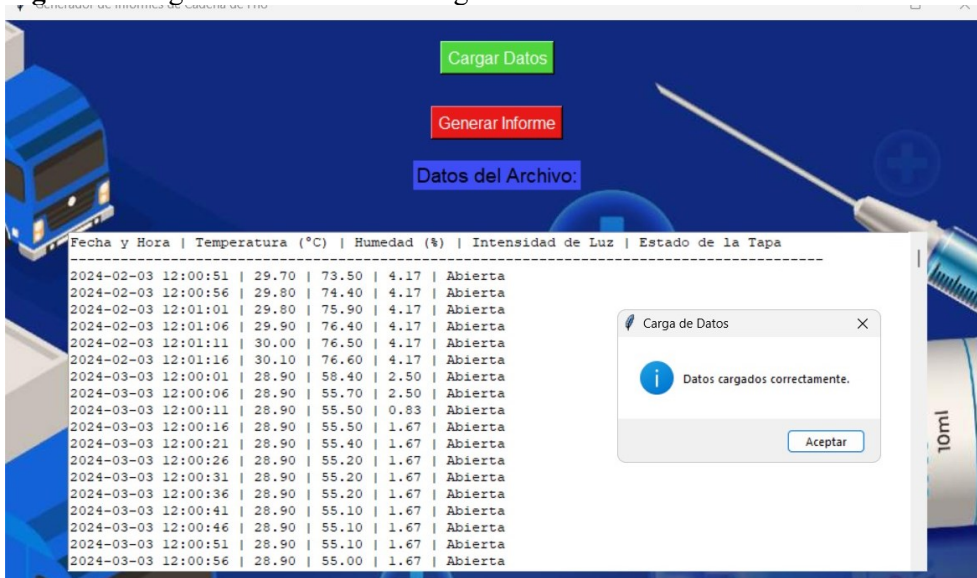 Generador de Informes de Cadena de Frío
Cargar Datos
Generar Informe
Datos del Archivo:
Fecha y Hora | Temperatura (°C) | Humedad (%) | Intensidad de Luz | Estado de la Tapa
------------------------------------------------------------------------------------------
2024-02-03 12:00:51 | 29.70 | 73.50 | 4.17 | Abierta
2024-02-03 12:00:56 | 29.80 | 74.40 | 4.17 | Abierta
2024-02-03 12:01:01 | 29.80 | 75.90 | 4.17 | Abierta
2024-02-03 12:01:06 | 29.90 | 76.40 | 4.17 | Abierta
2024-02-03 12:01:11 | 30.00 | 76.50 | 4.17 | Abierta
2024-02-03 12:01:16 | 30.10 | 76.60 | 4.17 | Abierta
2024-03-03 12:00:01 | 28.90 | 58.40 | 2.50 | Abierta
2024-03-03 12:00:06 | 28.90 | 55.70 | 2.50 | Abierta
2024-03-03 12:00:11 | 28.90 | 55.50 | 0.83 | Abierta
2024-03-03 12:00:16 | 28.90 | 55.50 | 1.67 | Abierta
2024-03-03 12:00:21 | 28.90 | 55.40 | 1.67 | Abierta
2024-03-03 12:00:26 | 28.90 | 55.20 | 1.67 | Abierta
2024-03-03 12:00:31 | 28.90 | 55.20 | 1.67 | Abierta
2024-03-03 12:00:36 | 28.90 | 55.20 | 1.67 | Abierta
2024-03-03 12:00:41 | 28.90 | 55.10 | 1.67 | Abierta
2024-03-03 12:00:46 | 28.90 | 55.10 | 1.67 | Abierta
2024-03-03 12:00:51 | 28.90 | 55.10 | 1.67 | Abierta
2024-03-03 12:00:56 | 28.90 | 55.00 | 1.67 | Abierta
Carga de Datos
Datos cargados correctamente.
Aceptar
10ml